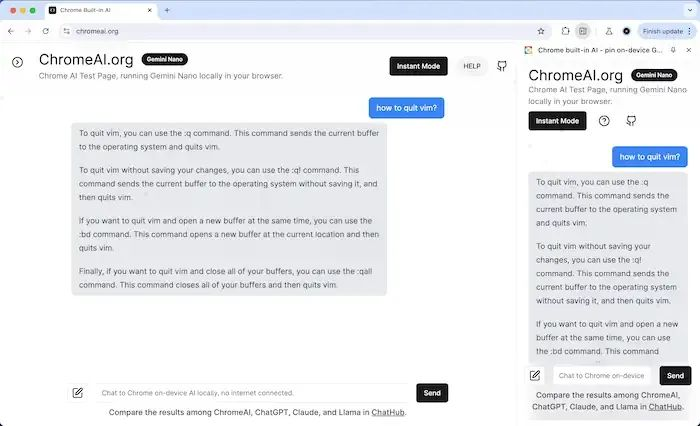 Chrome Built-in AI
chromeai.org
Finish update
ChromeAI.org
Gemini Nano
Chrome AI Test Page, running Gemini Nano locally in your browser.
Instant Mode
HELP
how to quit vim?
To quit vim, you can use the :q command. This command sends the current buffer
to the operating system and quits vim.
To quit vim without saving your changes, you can use the :q! command. This
command sends the current buffer to the operating system without saving it, and
then quits vim.
If you want to quit vim and open a new buffer at the same time, you can use the
:bd command. This command opens a new buffer at the current location and then
quits vim.
Finally, if you want to quit vim and close all of your buffers, you can use the :qall
command. This command closes all of your buffers and then quits vim.
Chat to Chrome on-device AI locally, no internet connected.
Send
Compare the results among ChromeAI, ChatGPT, Claude, and Llama in ChatHub.
Chrome built-in AI - pin on-device G...
ChromeAI.org
Gemini Nano
Chrome AI Test Page, running Gemini Nano
locally in your browser.
Instant Mode
how to quit vim?
To quit vim, you can use the :q
command. This command sends the
current buffer to the operating system
and quits vim.
To quit vim without saving your
changes, you can use the :q!
command. This command sends the
current buffer to the operating system
without saving it, and then quits vim.
If you want to quit vim and open a new
buffer at the same time, you can use
the :bd command. This command
Chat to Chrome on-device
Send
Compare the results among ChromeAI,
ChatGPT, Claude, and Llama in ChatHub.